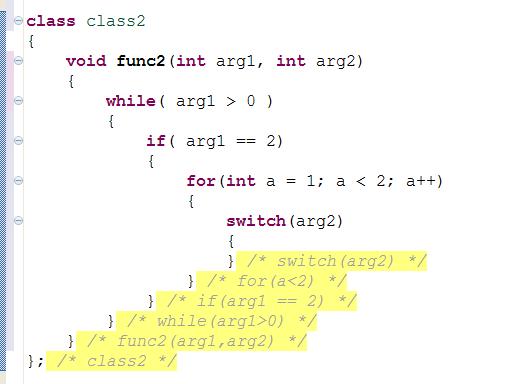 class class2
{
    void func2(int arg1, int arg2)
    {
        while( arg1 > 0 )
        {
            if( arg1 == 2)
            {
                for(int a = 1; a < 2; a++)
                {
                    switch(arg2)
                    {
                    } /* switch(arg2) */
                } /* for(a<2) */
            } /* if(arg1 == 2) */
        } /* while(arg1>0) */
    } /* func2(arg1,arg2) */
}; /* class2 */